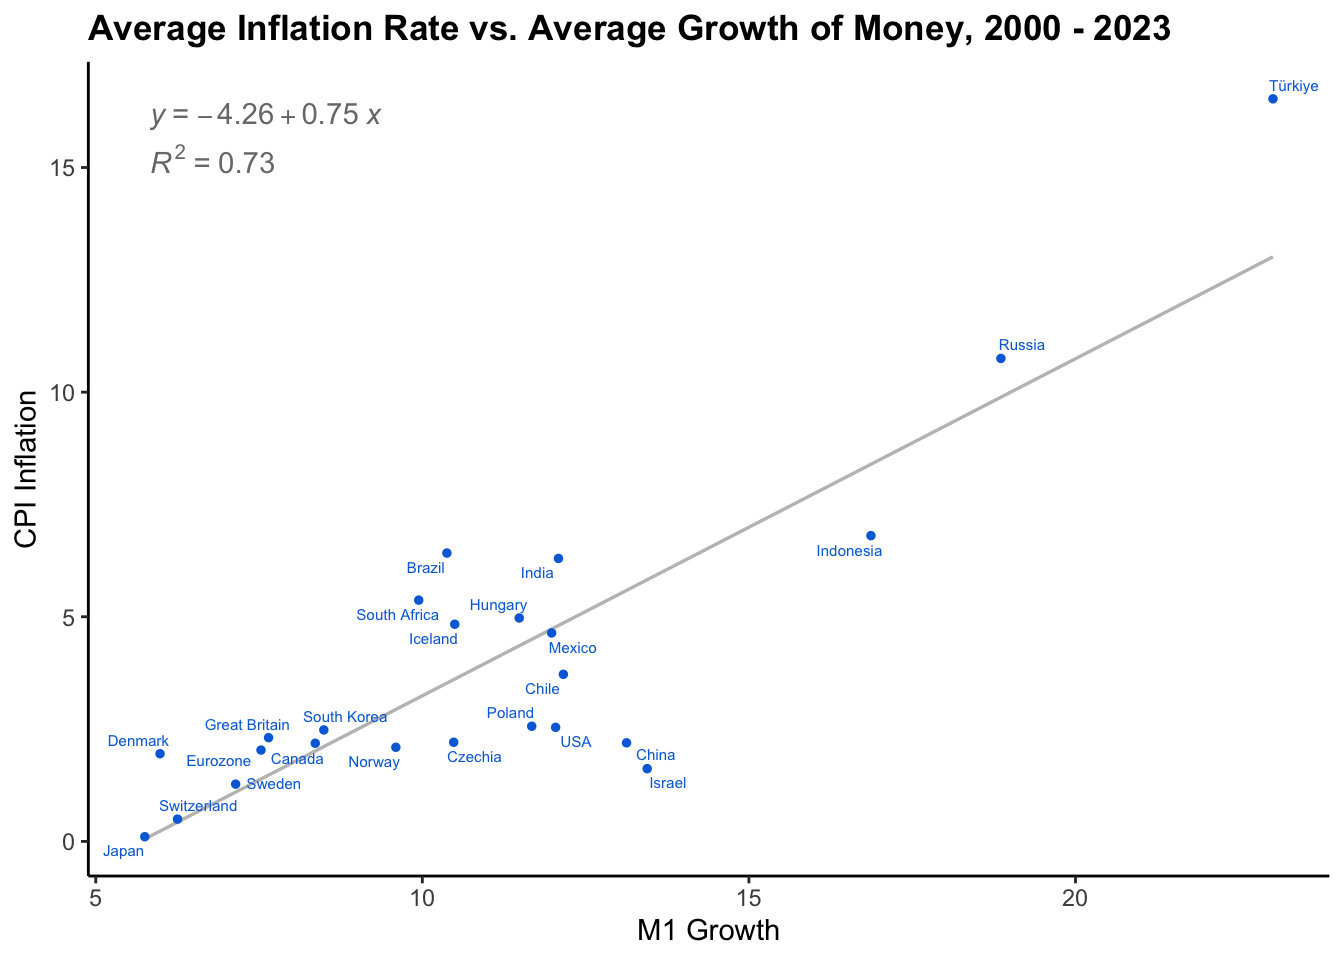 Average Inflation Rate vs. Average Growth of Money, 2000 - 2023
y = −4.26 + 0.75 x
R² = 0.73
CPI Inflation
15
10
5
0
Türkiye
Russia
Indonesia
Brazil
India
South Africa
Hungary
Iceland
Mexico
Chile
Poland
USA
South Korea
Great Britain
Denmark
Eurozone
Canada
Norway
Czechia
China
Israel
Sweden
Switzerland
Japan
5
10
15
20
M1 Growth